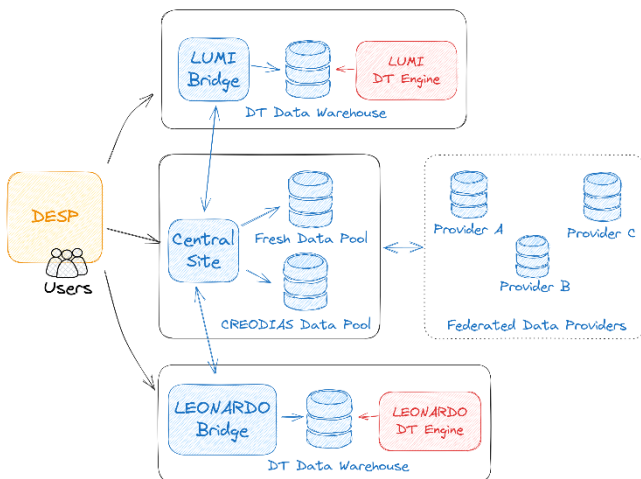 LUMI
Bridge
LUMI
DT Engine
DT Data Warehouse
DESP
Users
Central
Site
Fresh Data Pool
CREODIAS Data Pool
Provider A
Provider C
Provider B
Federated Data Providers
LEONARDO
Bridge
LEONARDO
DT Engine
DT Data Warehouse